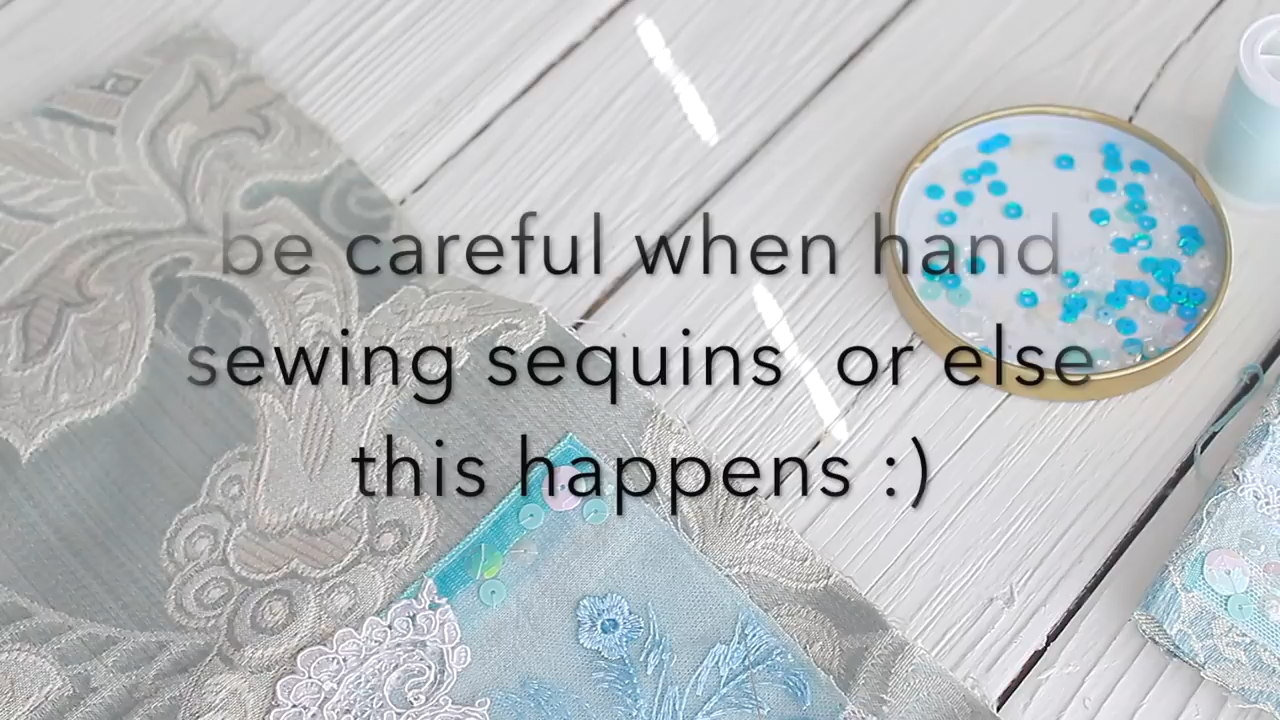 be careful when hand
sewing sequins or else
this happens :)